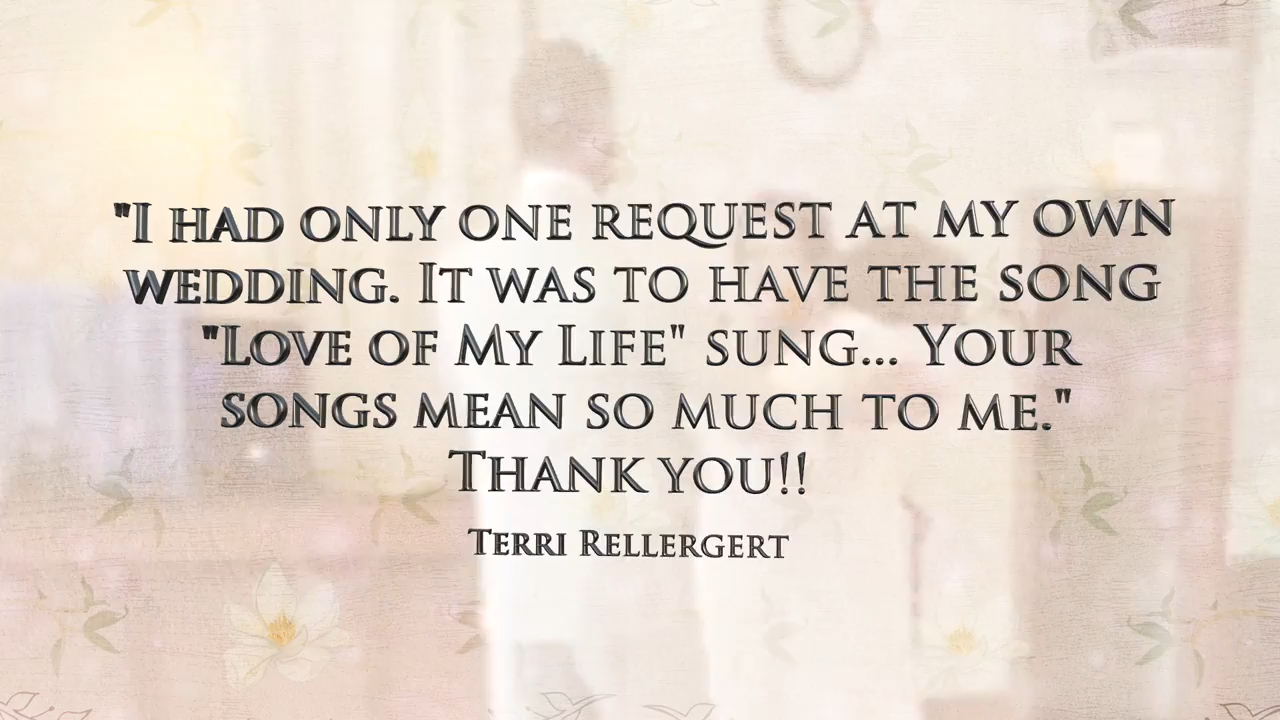 "I had only one request at my own
wedding. It was to have the song
"Love of My Life" sung... Your
songs mean so much to me."
Thank you!!
Terri Rellergert